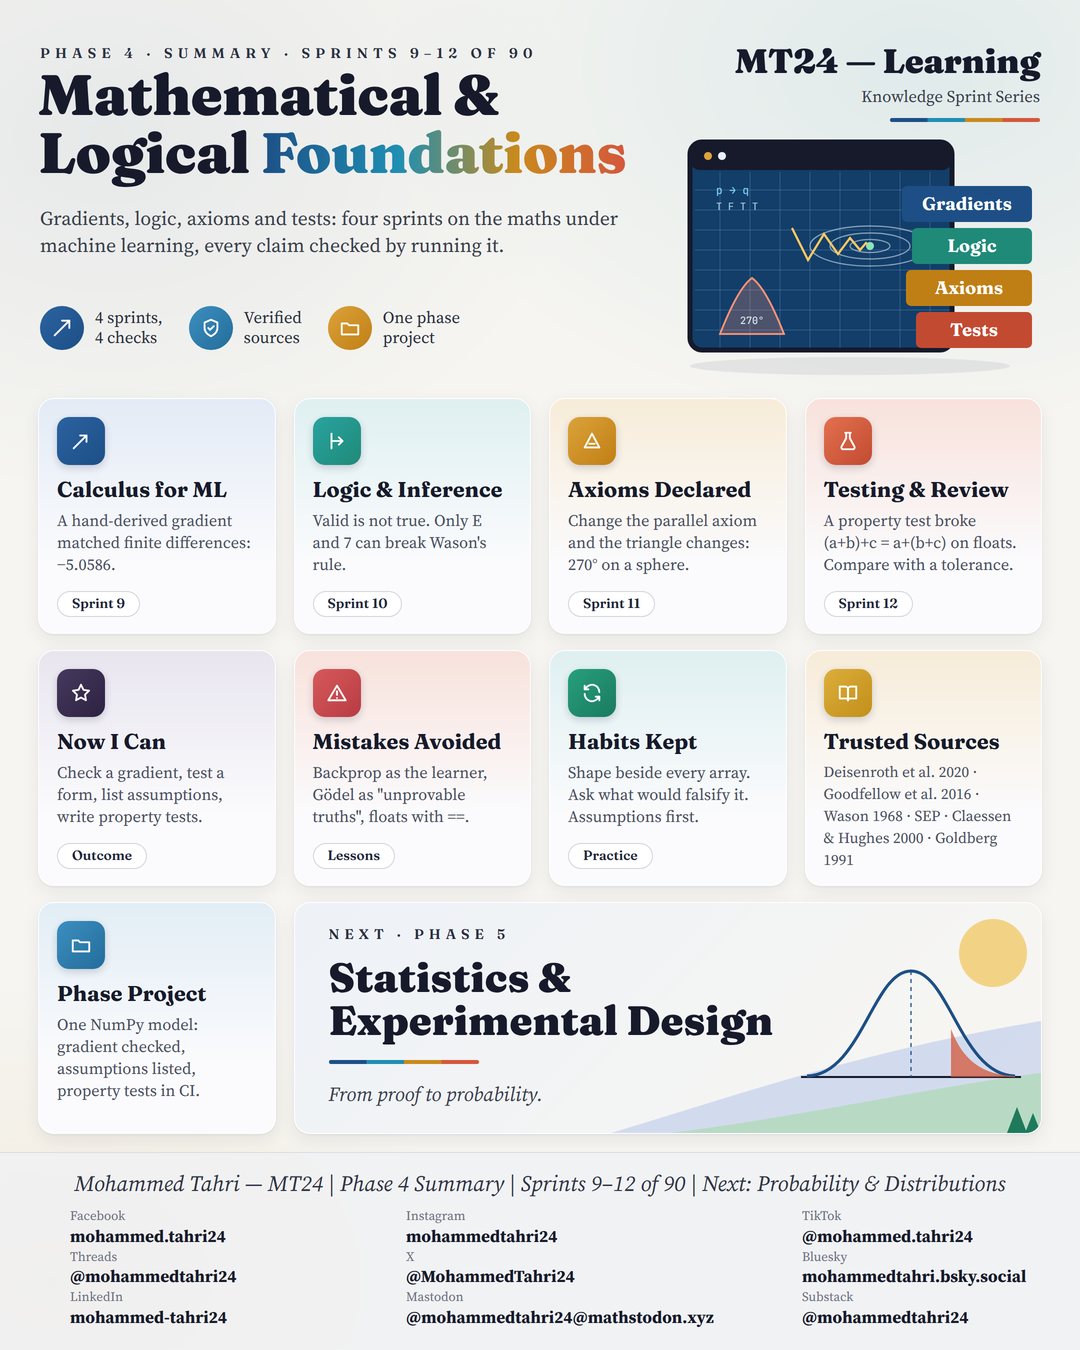 PHASE 4 · SUMMARY · SPRINTS 9–12 OF 90
Mathematical &
Logical Foundations
Gradients, logic, axioms and tests: four sprints on the maths under
machine learning, every claim checked by running it.
4 sprints,
4 checks
Verified
sources
One phase
project
MT24 — Learning
Knowledge Sprint Series
p → q
T F T T
270°
Gradients
Logic
Axioms
Tests
Calculus for ML
A hand-derived gradient
matched finite differences:
−5.0586.
Sprint 9
Logic & Inference
Valid is not true. Only E
and 7 can break Wason's
rule.
Sprint 10
Axioms Declared
Change the parallel axiom
and the triangle changes:
270° on a sphere.
Sprint 11
Testing & Review
A property test broke
(a+b)+c = a+(b+c) on floats.
Compare with a tolerance.
Sprint 12
Now I Can
Check a gradient, test a
form, list assumptions,
write property tests.
Outcome
Mistakes Avoided
Backprop as the learner,
Gödel as "unprovable
truths", floats with ==.
Lessons
Habits Kept
Shape beside every array.
Ask what would falsify it.
Assumptions first.
Practice
Trusted Sources
Deisenroth et al. 2020 ·
Goodfellow et al. 2016 ·
Wason 1968 · SEP · Claessen
& Hughes 2000 · Goldberg
1991
Phase Project
One NumPy model:
gradient checked,
assumptions listed,
property tests in CI.
NEXT · PHASE 5
Statistics &
Experimental Design
From proof to probability.
Mohammed Tahri — MT24 | Phase 4 Summary | Sprints 9–12 of 90 | Next: Probability & Distributions
Facebook
mohammed.tahri24
Instagram
mohammedtahri24
TikTok
@mohammed.tahri24
Threads
@mohammedtahri24
X
@MohammedTahri24
Bluesky
mohammedtahri.bsky.social
LinkedIn
mohammed-tahri24
Mastodon
@mohammedtahri24@mathstodon.xyz
Substack
@mohammedtahri24